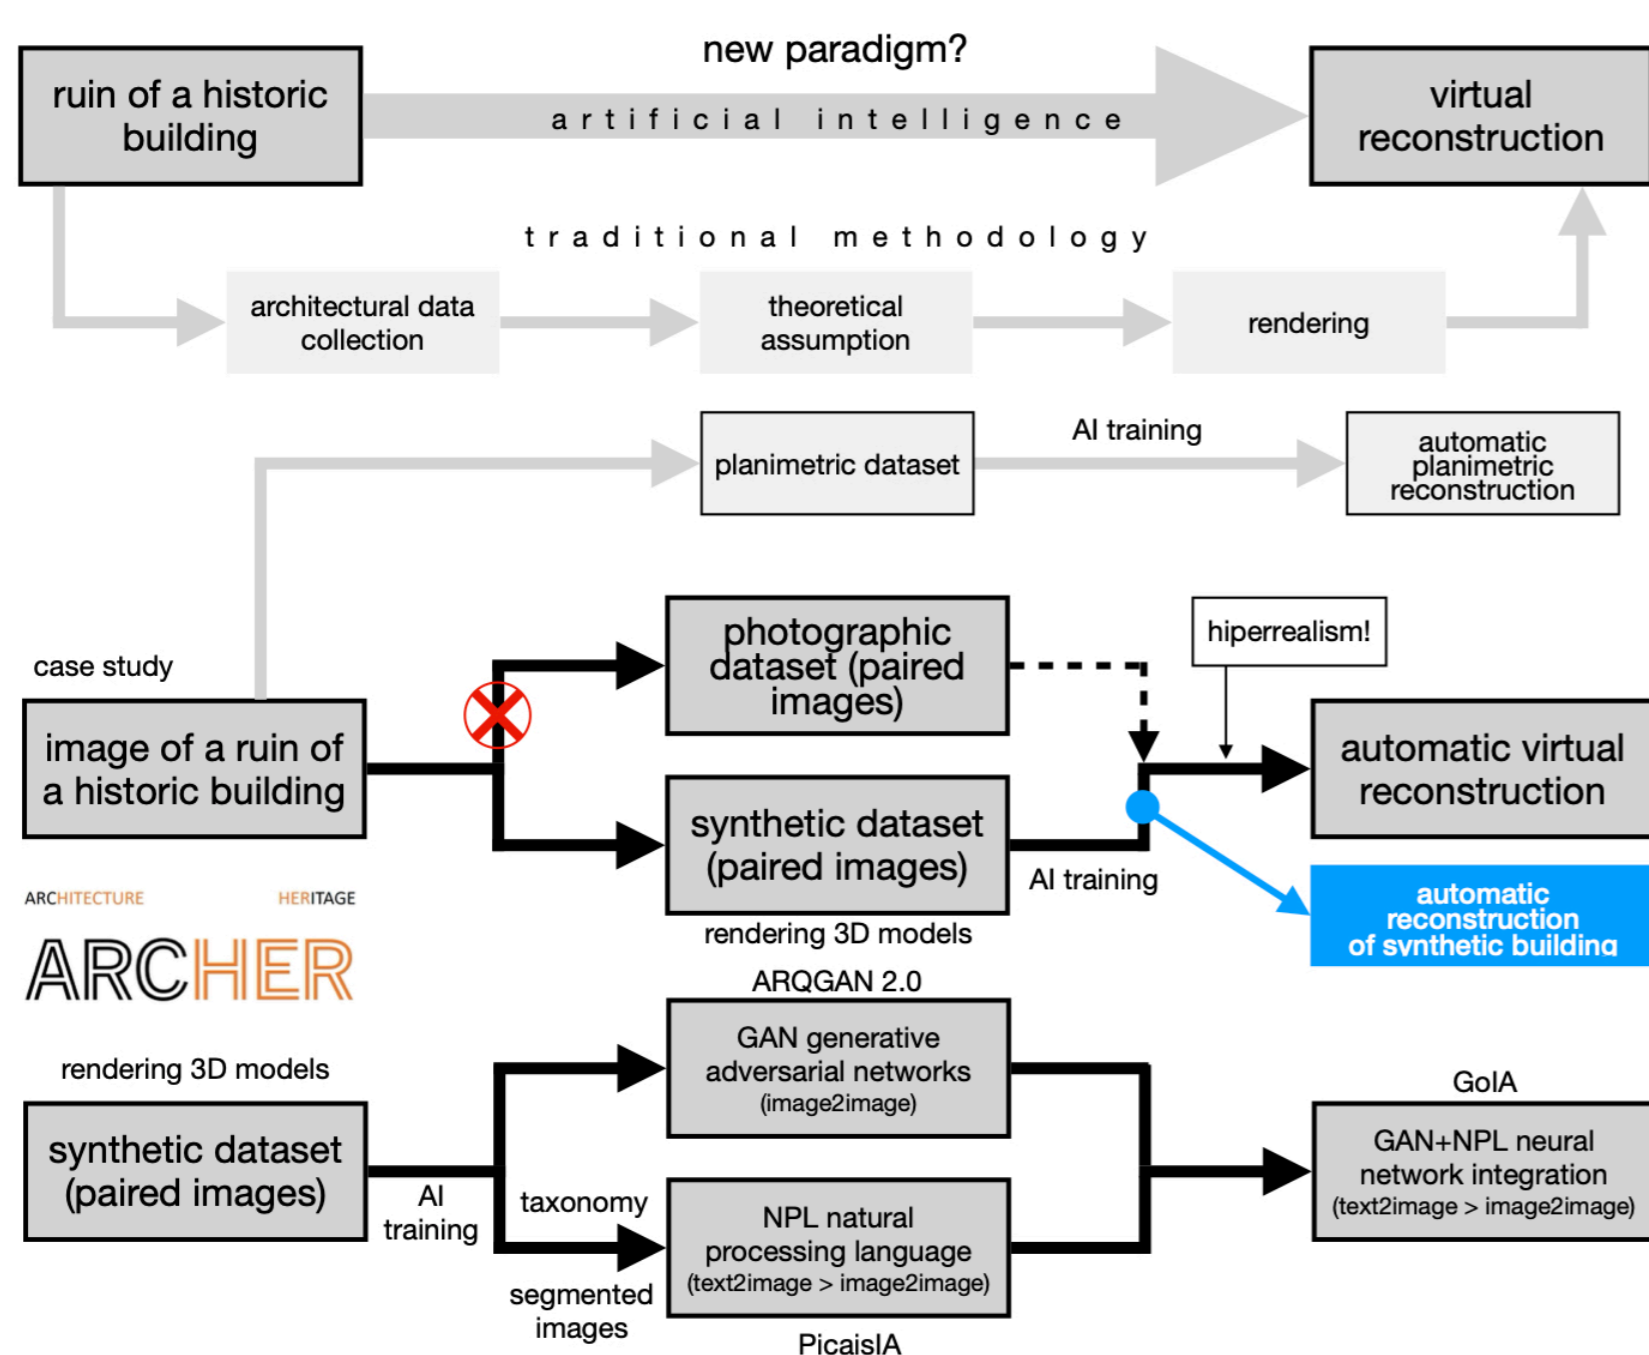 new paradigm?
ruin of a historic
building
artificial intelligence
virtual
reconstruction
traditional methodology
architectural data
collection
theoretical
assumption
rendering
planimetric dataset
AI training
automatic
planimetric
reconstruction
case study
image of a ruin of
a historic building
photographic
dataset (paired
images)
hiperrealism!
synthetic dataset
(paired images)
AI training
automatic virtual
reconstruction
rendering 3D models
automatic
reconstruction
of synthetic building
ARCHITECTURE HERITAGE
ARCHER
rendering 3D models
synthetic dataset
(paired images)
AI
training
taxonomy
segmented
images
ARQGAN 2.0
GAN generative
adversarial networks
(image2image)
NPL natural
processing language
(text2image > image2image)
PicaisIA
GoIA
GAN+NPL neural
network integration
(text2image > image2image)